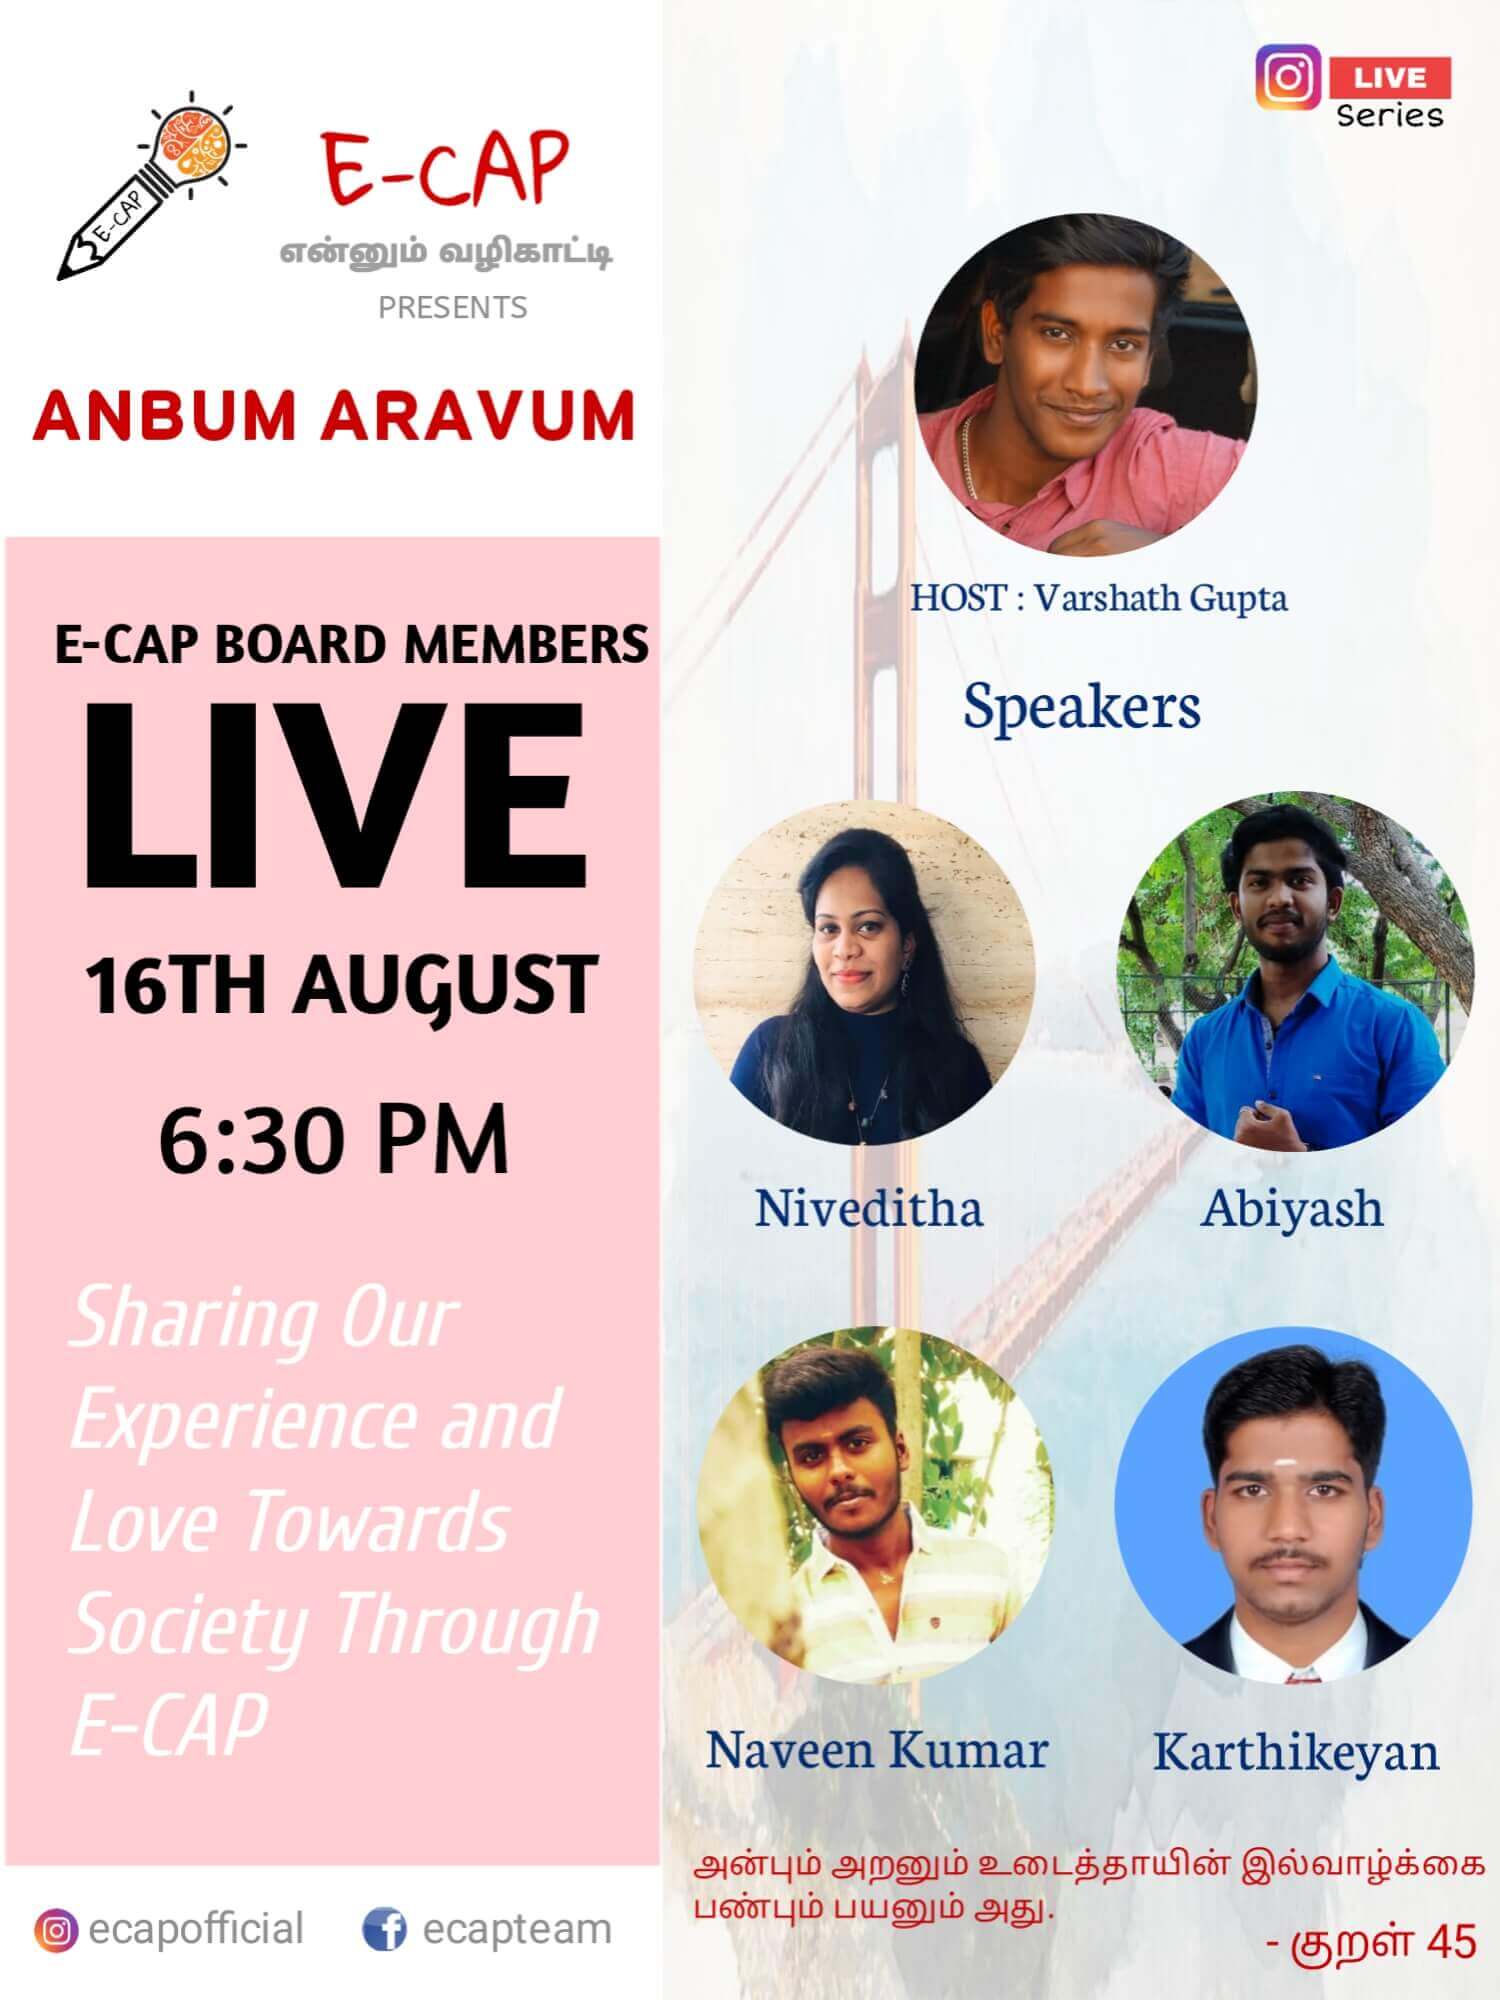 E-CAP
E-CAP
என்னும் வழிகாட்டி
PRESENTS
ANBUM ARAVUM
E-CAP BOARD MEMBERS
LIVE
16TH AUGUST
6:30 PM
Sharing Our
Experience and
Love Towards
Society Through
E-CAP
ecapofficial
ecapteam
LIVE
Series
HOST : Varshath Gupta
Speakers
Niveditha
Abiyash
Naveen Kumar
Karthikeyan
அன்பும் அறனும் உடைத்தாயின் இல்வாழ்க்கை
பண்பும் பயனும் அது.
- குறள் 45